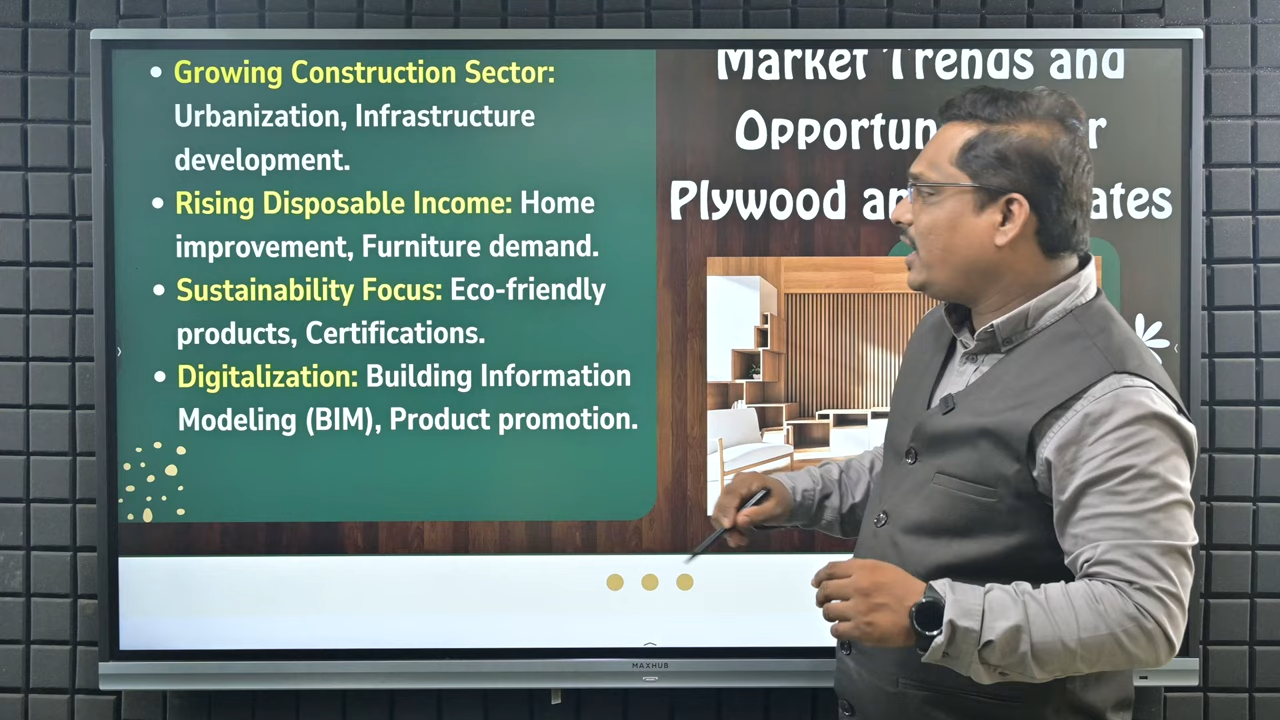 • Growing Construction Sector:
Urbanization, Infrastructure
development.
• Rising Disposable Income: Home
improvement, Furniture demand.
• Sustainability Focus: Eco-friendly
products, Certifications.
• Digitalization: Building Information
Modeling (BIM), Product promotion.
Market Trends and
Plywood
MAXHUB